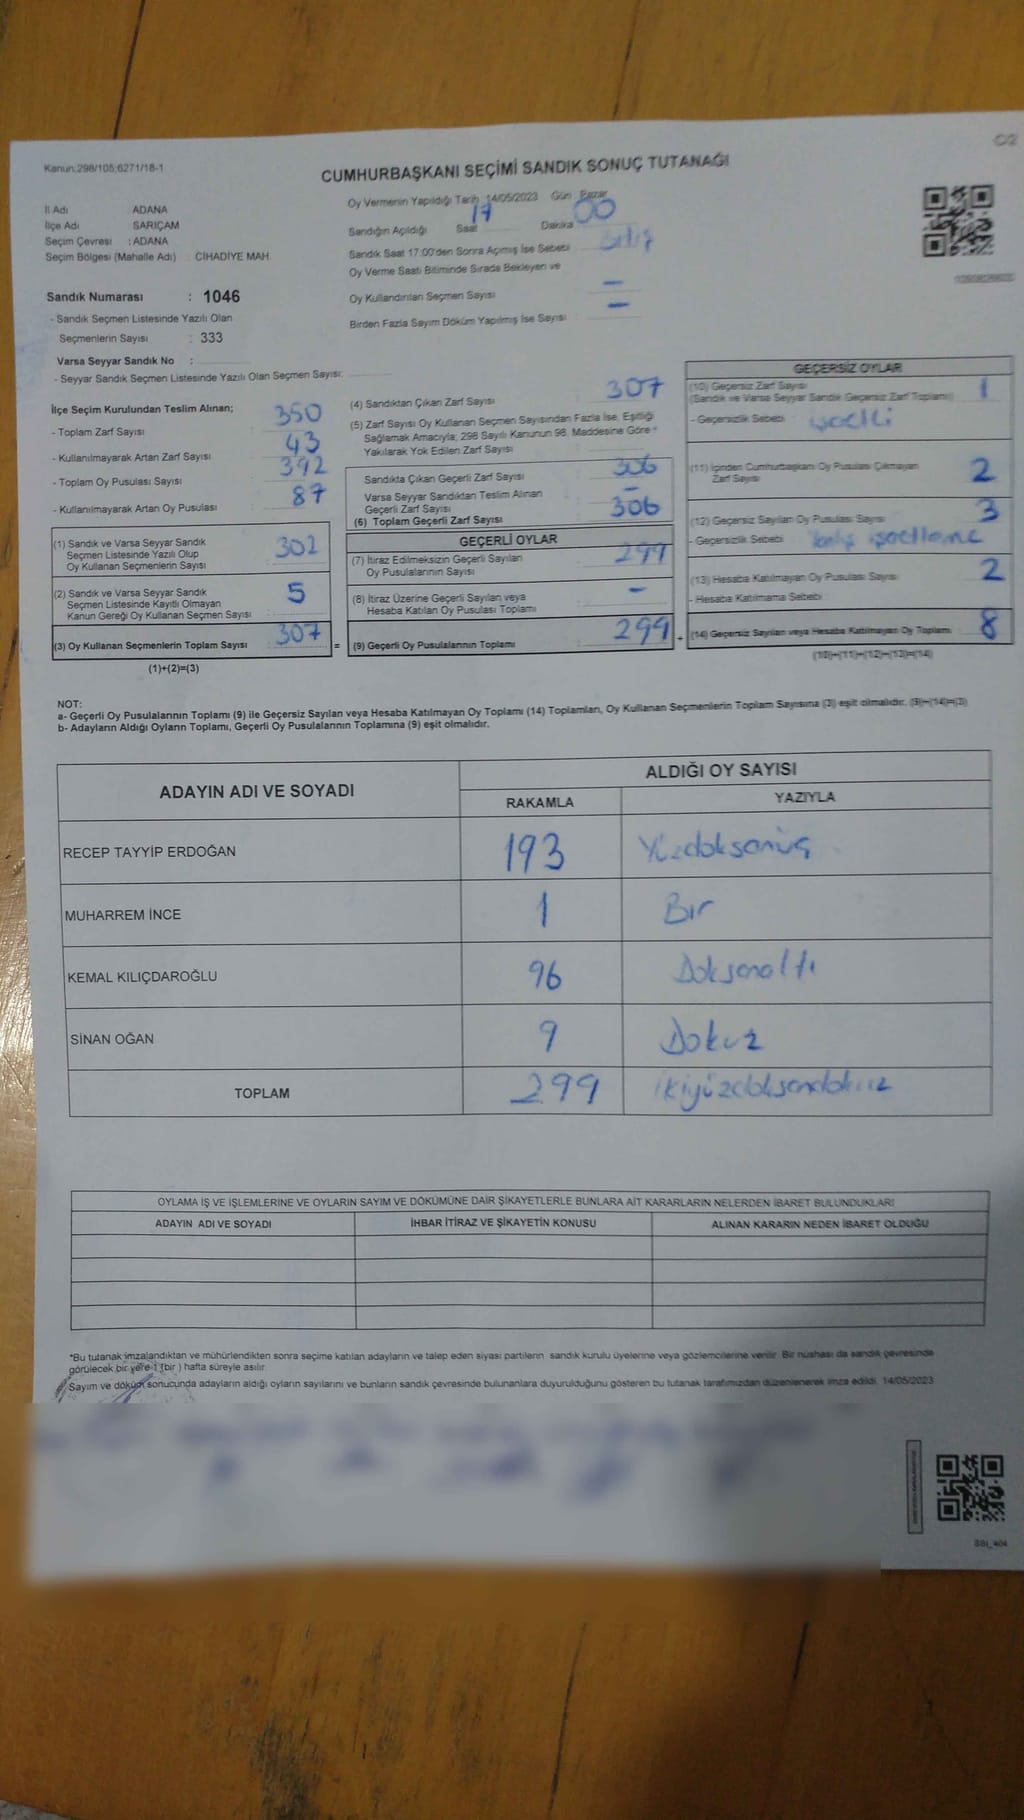 C/2
Kanun:298/105;6271/18-1
CUMHURBAŞKANI SEÇİMİ SANDIK SONUÇ TUTANAĞI
İl Adı : ADANA
İlçe Adı : SARIÇAM
Seçim Çevresi : ADANA
Seçim Bölgesi (Mahalle Adı) : CİHADİYE MAH.
Sandık Numarası : 1046
- Sandık Seçmen Listesinde Yazılı Olan
Seçmenlerin Sayısı : 333
Varsa Seyyar Sandık No :
- Seyyar Sandık Seçmen Listesinde Yazılı Olan Seçmen Sayısı:
Oy Vermenin Yapıldığı Tarih: 14/05/2023 Gün : Pazar
Sandığın Açıldığı Saat 17 Dakika 00
Sandık Saat 17:00'den Sonra Açılmış İse Sebebi
Oy Verme Saati Bitiminde Sırada Bekleyen ve
Oy Kullandırılan Seçmen Sayısı : –
Birden Fazla Sayım Döküm Yapılmış İse Sayısı : –
İlçe Seçim Kurulundan Teslim Alınan;
- Toplam Zarf Sayısı : 350
- Kullanılmayarak Artan Zarf Sayısı : 43
- Toplam Oy Pusulası Sayısı : 392
- Kullanılmayarak Artan Oy Pusulası : 87
(1) Sandık ve Varsa Seyyar Sandık
Seçmen Listesinde Yazılı Olup
Oy Kullanan Seçmenlerin Sayısı : 302
(2) Sandık ve Varsa Seyyar Sandık
Seçmen Listesinde Kayıtlı Olmayan
Kanun Gereği Oy Kullanan Seçmen Sayısı : 5
(3) Oy Kullanan Seçmenlerin Toplam Sayısı : 307
(1)+(2)=(3)
(4) Sandıktan Çıkan Zarf Sayısı : 307
(5) Zarf Sayısı Oy Kullanan Seçmen Sayısından Fazla İse, Eşitliği
Sağlamak Amacıyla; 298 Sayılı Kanunun 98. Maddesine Göre
Yakılarak Yok Edilen Zarf Sayısı :
Sandıkta Çıkan Geçerli Zarf Sayısı : 306
Varsa Seyyar Sandıktan Teslim Alınan
Geçerli Zarf Sayısı : –
(6) Toplam Geçerli Zarf Sayısı : 306
GEÇERLİ OYLAR
(7) İtiraz Edilmeksizin Geçerli Sayılan
Oy Pusulalarının Sayısı : 299
(8) İtiraz Üzerine Geçerli Sayılan veya
Hesaba Katılan Oy Pusulası Toplamı : –
= (9) Geçerli Oy Pusulalarının Toplamı : 299 +
GEÇERSİZ OYLAR
(10) Geçersiz Zarf Sayısı
(Sandık ve Varsa Seyyar Sandık Geçersiz Zarf Toplamı) : 1
- Geçersizlik Sebebi : işaetli
(11) İçinden Cumhurbaşkanı Oy Pusulası Çıkmayan
Zarf Sayısı : 2
(12) Geçersiz Sayılan Oy Pusulası Sayısı : 3
- Geçersizlik Sebebi
(13) Hesaba Katılmayan Oy Pusulası Sayısı : 2
- Hesaba Katılmama Sebebi :
(14) Geçersiz Sayılan veya Hesaba Katılmayan Oy Toplamı : 8
(10)+(11)+(12)+(13)=(14)
NOT:
a- Geçerli Oy Pusulalarının Toplamı (9) ile Geçersiz Sayılan veya Hesaba Katılmayan Oy Toplamı (14) Toplamları, Oy Kullanan Seçmenlerin Toplam Sayısına (3) eşit olmalıdır. (9)+(14)=(3)
b- Adayların Aldığı Oyların Toplamı, Geçerli Oy Pusulalarının Toplamına (9) eşit olmalıdır.
ADAYIN ADI VE SOYADI
ALDIĞI OY SAYISI
RAKAMLA YAZIYLA
RECEP TAYYİP ERDOĞAN 193 Yüzdoksanüç
MUHARREM İNCE 1 Bir
KEMAL KILIÇDAROĞLU 96 Doksanaltı
SİNAN OĞAN 9 Dokuz
TOPLAM 299 ikiyüzdoksandokuz
OYLAMA İŞ VE İŞLEMLERİNE VE OYLARIN SAYIM VE DÖKÜMÜNE DAİR ŞİKAYETLERLE BUNLARA AİT KARARLARIN NELERDEN İBARET BULUNDUKLARI
ADAYIN ADI VE SOYADI İHBAR İTİRAZ VE ŞİKAYETİN KONUSU ALINAN KARARIN NEDEN İBARET OLDUĞU
*Bu tutanak imzalandıktan ve mühürlendikten sonra seçime katılan adayların ve talep eden siyasi partilerin sandık kurulu üyelerine veya gözlemcilerine verilir. Bir nüshası da sandık çevresinde
görülecek bir yere 1 (bir) hafta süreyle asılır.
Sayım ve döküm sonucunda adayların aldığı oyların sayılarını ve bunların sandık çevresinde bulunanlara duyurulduğunu gösteren bu tutanak tarafımızdan düzenlenerek imza edildi. 14/05/2023